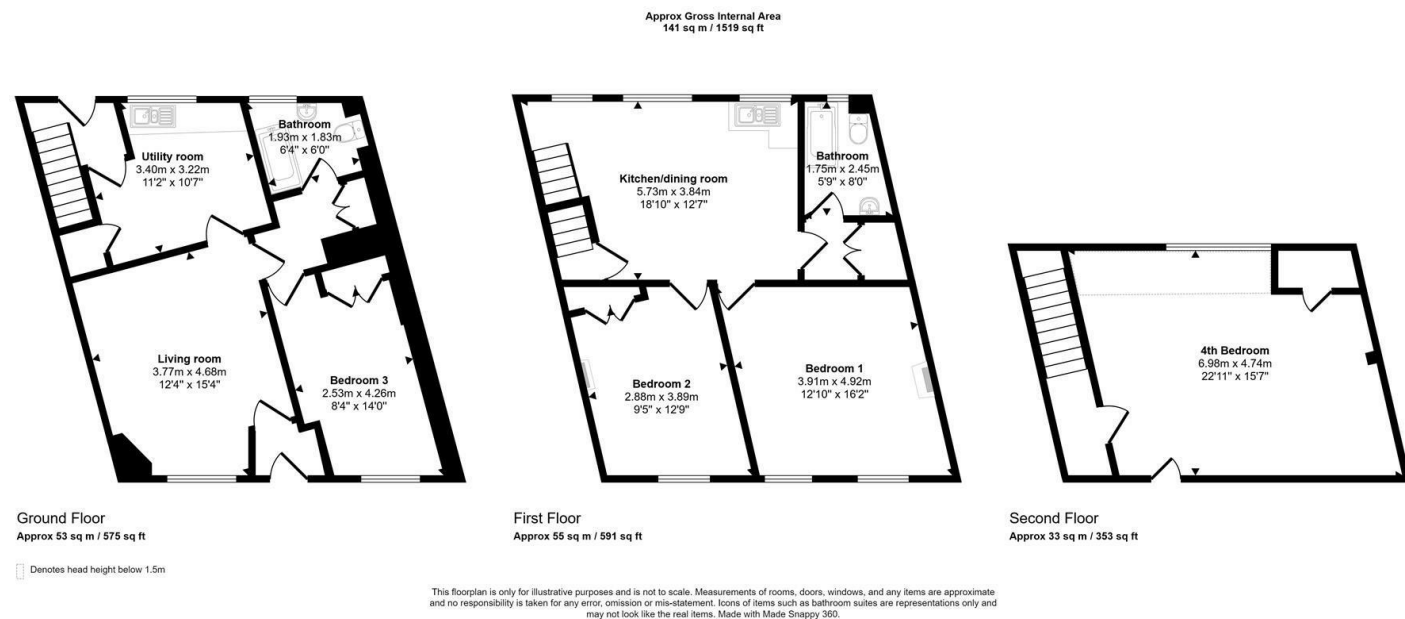 Approx Gross Internal Area
141 sq m / 1519 sq ft
Utility room
3.40m x 3.22m
11'2" x 10'7"
Bathroom
1.93m x 1.83m
6'4" x 6'0"
Living room
3.77m x 4.68m
12'4" x 15'4"
Bedroom 3
2.53m x 4.26m
8'4" x 14'0"
Ground Floor
Approx 53 sq m / 575 sq ft
Denotes head height below 1.5m
Kitchen/dining room
5.73m x 3.84m
18'10" x 12'7"
Bathroom
1.75m x 2.45m
5'9" x 8'0"
Bedroom 2
2.88m x 3.89m
9'5" x 12'9"
Bedroom 1
3.91m x 4.92m
12'10" x 16'2"
First Floor
Approx 55 sq m / 591 sq ft
4th Bedroom
6.98m x 4.74m
22'11" x 15'7"
Second Floor
Approx 33 sq m / 353 sq ft
This floorplan is only for illustrative purposes and is not to scale. Measurements of rooms, doors, windows, and any items are approximate
and no responsibility is taken for any error, omission or mis-statement. Icons of items such as bathroom suites are representations only and
may not look like the real items. Made with Made Snappy 360.